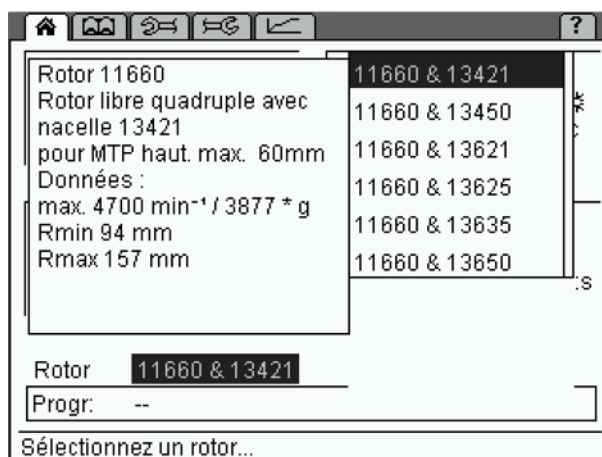 ?
Rotor 11660
Rotor libre quadruple avec
nacelle 13421
pour MTP haut. max. 60mm
Données :
max. 4700 min⁻¹ / 3877 * g
Rmin 94 mm
Rmax 157 mm
11660 & 13421
11660 & 13450
11660 & 13621
11660 & 13625
11660 & 13635
11660 & 13650
:s
Rotor 11660 & 13421
Progr: --
Sélectionnez un rotor...